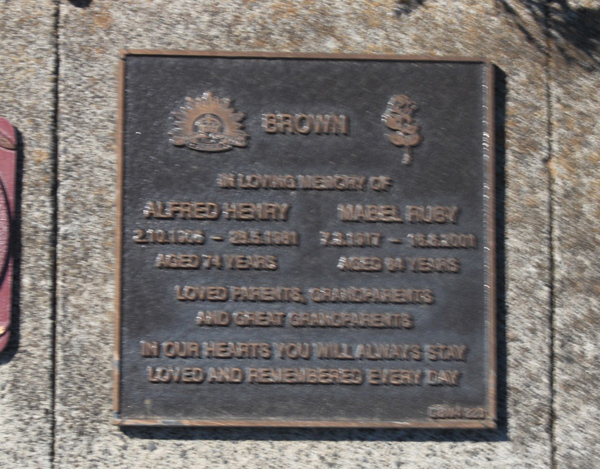 BROWN
IN LOVING MEMORY OF
ALFRED HENRY MABEL RUBY
AGED 74 YEARS AGED 84 YEARS
LOVED PARENTS, GRANDPARENTS
AND GREAT GRANDPARENTS
IN OUR HEARTS YOU WILL ALWAYS STAY
LOVED AND REMEMBERED EVERY DAY